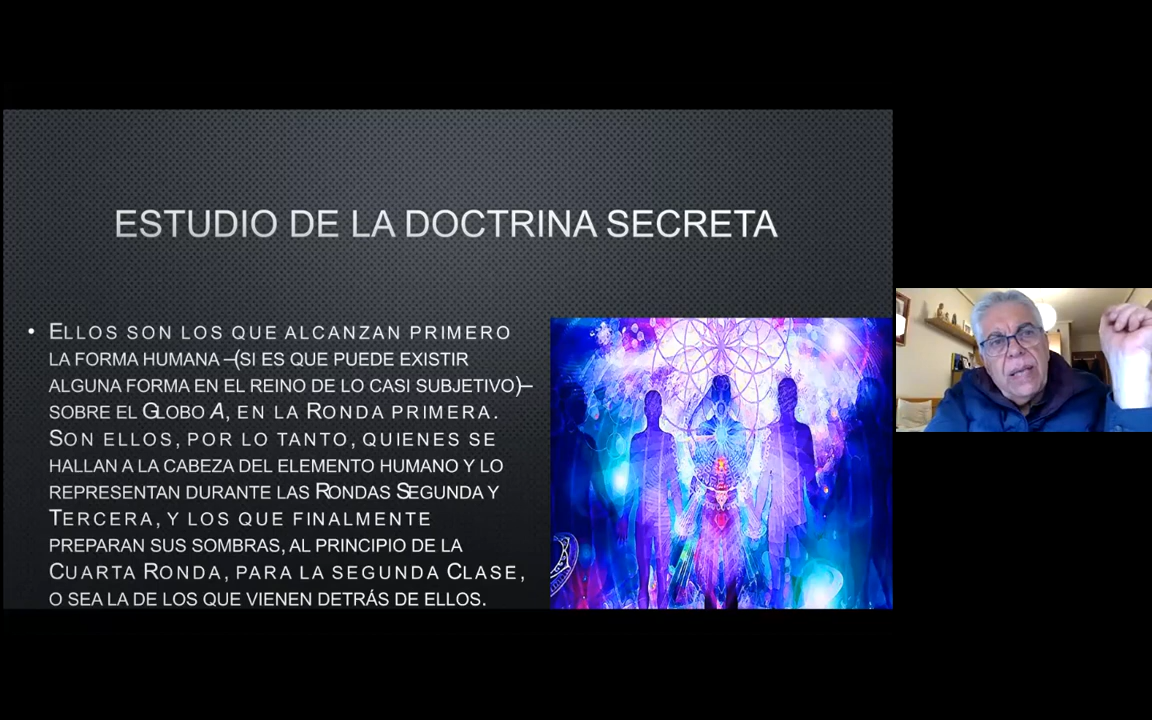 ESTUDIO DE LA DOCTRINA SECRETA
• ELLOS SON LOS QUE ALCANZAN PRIMERO
LA FORMA HUMANA –(SI ES QUE PUEDE EXISTIR
ALGUNA FORMA EN EL REINO DE LO CASI SUBJETIVO)–
SOBRE EL GLOBO A, EN LA RONDA PRIMERA.
SON ELLOS, POR LO TANTO, QUIENES SE
HALLAN A LA CABEZA DEL ELEMENTO HUMANO Y LO
REPRESENTAN DURANTE LAS RONDAS SEGUNDA Y
TERCERA, Y LOS QUE FINALMENTE
PREPARAN SUS SOMBRAS, AL PRINCIPIO DE LA
CUARTA RONDA, PARA LA SEGUNDA CLASE,
O SEA LA DE LOS QUE VIENEN DETRÁS DE ELLOS.